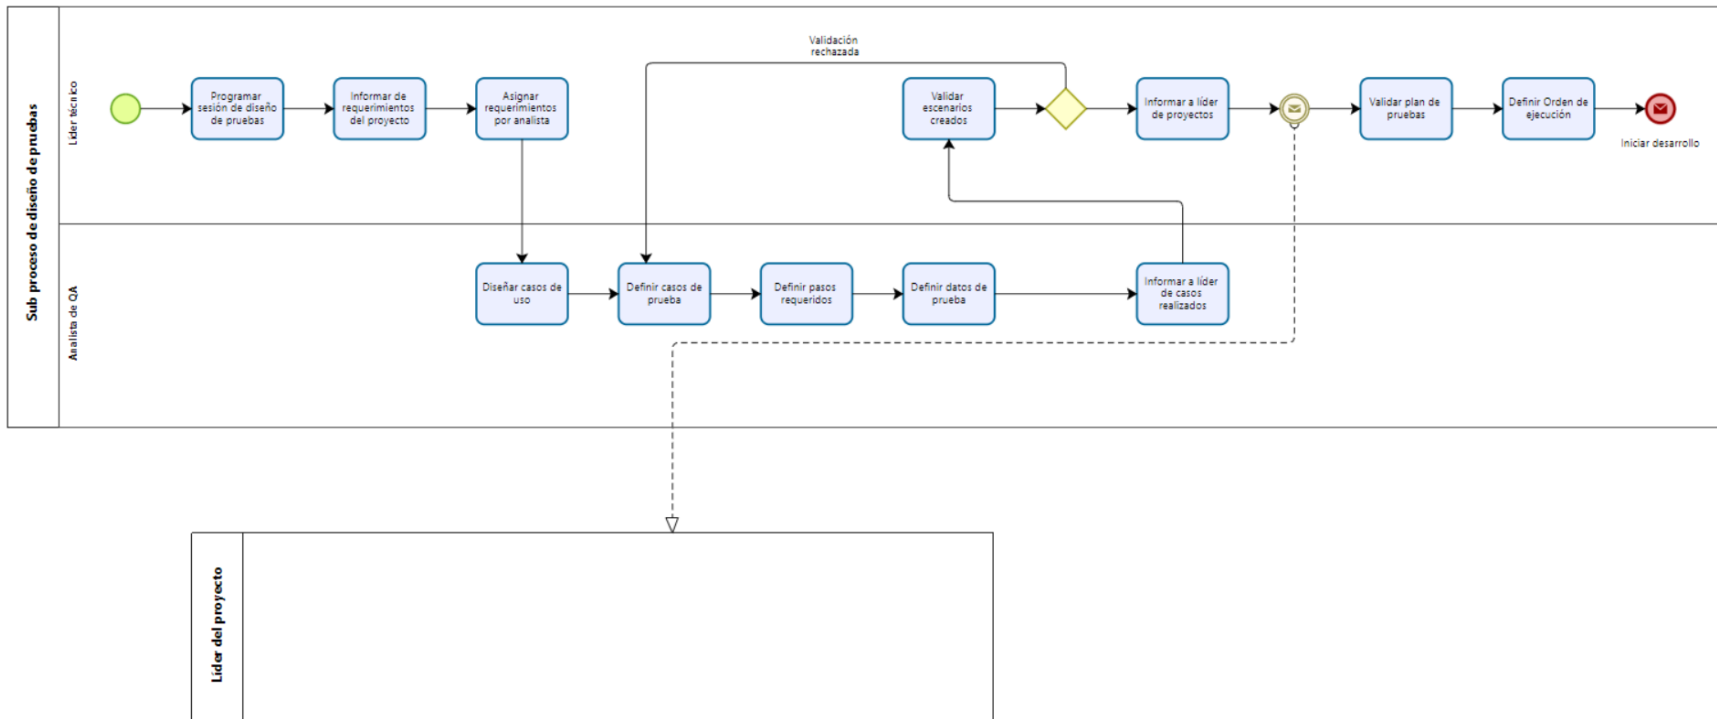 Sub proceso de diseño de pruebas
Líder técnico
Programar
sesión de diseño
de pruebas
Informar de
requerimientos
del proyecto
Asignar
requerimientos
por analista
Validación
rechazada
Validar
escenarios
creados
Informar a líder
de proyectos
Validar plan de
pruebas
Definir Orden de
ejecución
Iniciar desarrollo
Analista de QA
Diseñar casos de
uso
Definir casos de
prueba
Definir pasos
requeridos
Definir datos de
prueba
Informar a líder
de casos
realizados
Líder del proyecto